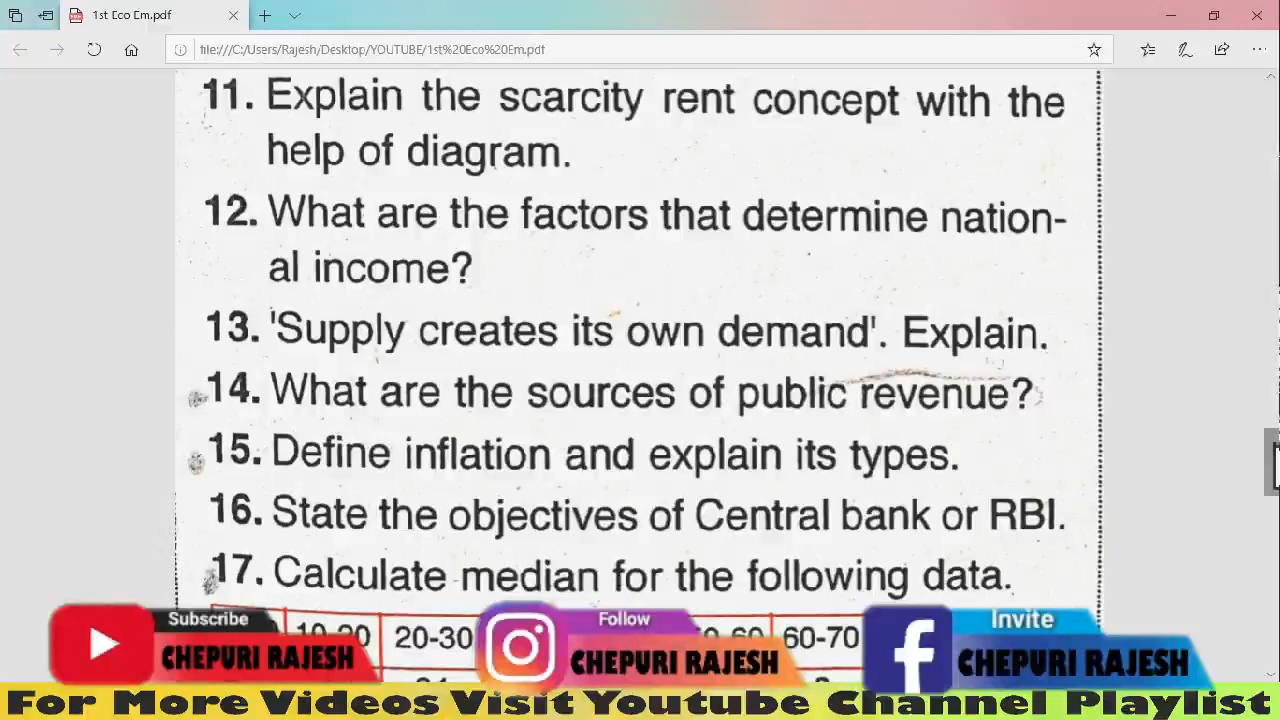 1st Eco Em.pdf
file:///C:/Users/Rajesh/Desktop/YOUTUBE/1st%20Eco%20Em.pdf
11. Explain the scarcity rent concept with the
help of diagram.
12. What are the factors that determine nation-
al income?
13. 'Supply creates its own demand'. Explain.
14. What are the sources of public revenue?
15. Define inflation and explain its types.
16. State the objectives of Central bank or RBI.
17. Calculate median for the following data.
10-20 20-30 60-70
Subscribe
CHEPURI RAJESH
Follow
CHEPURI RAJESH
Invite
CHEPURI RAJESH
For More Videos Visit Youtube Channel Playlist